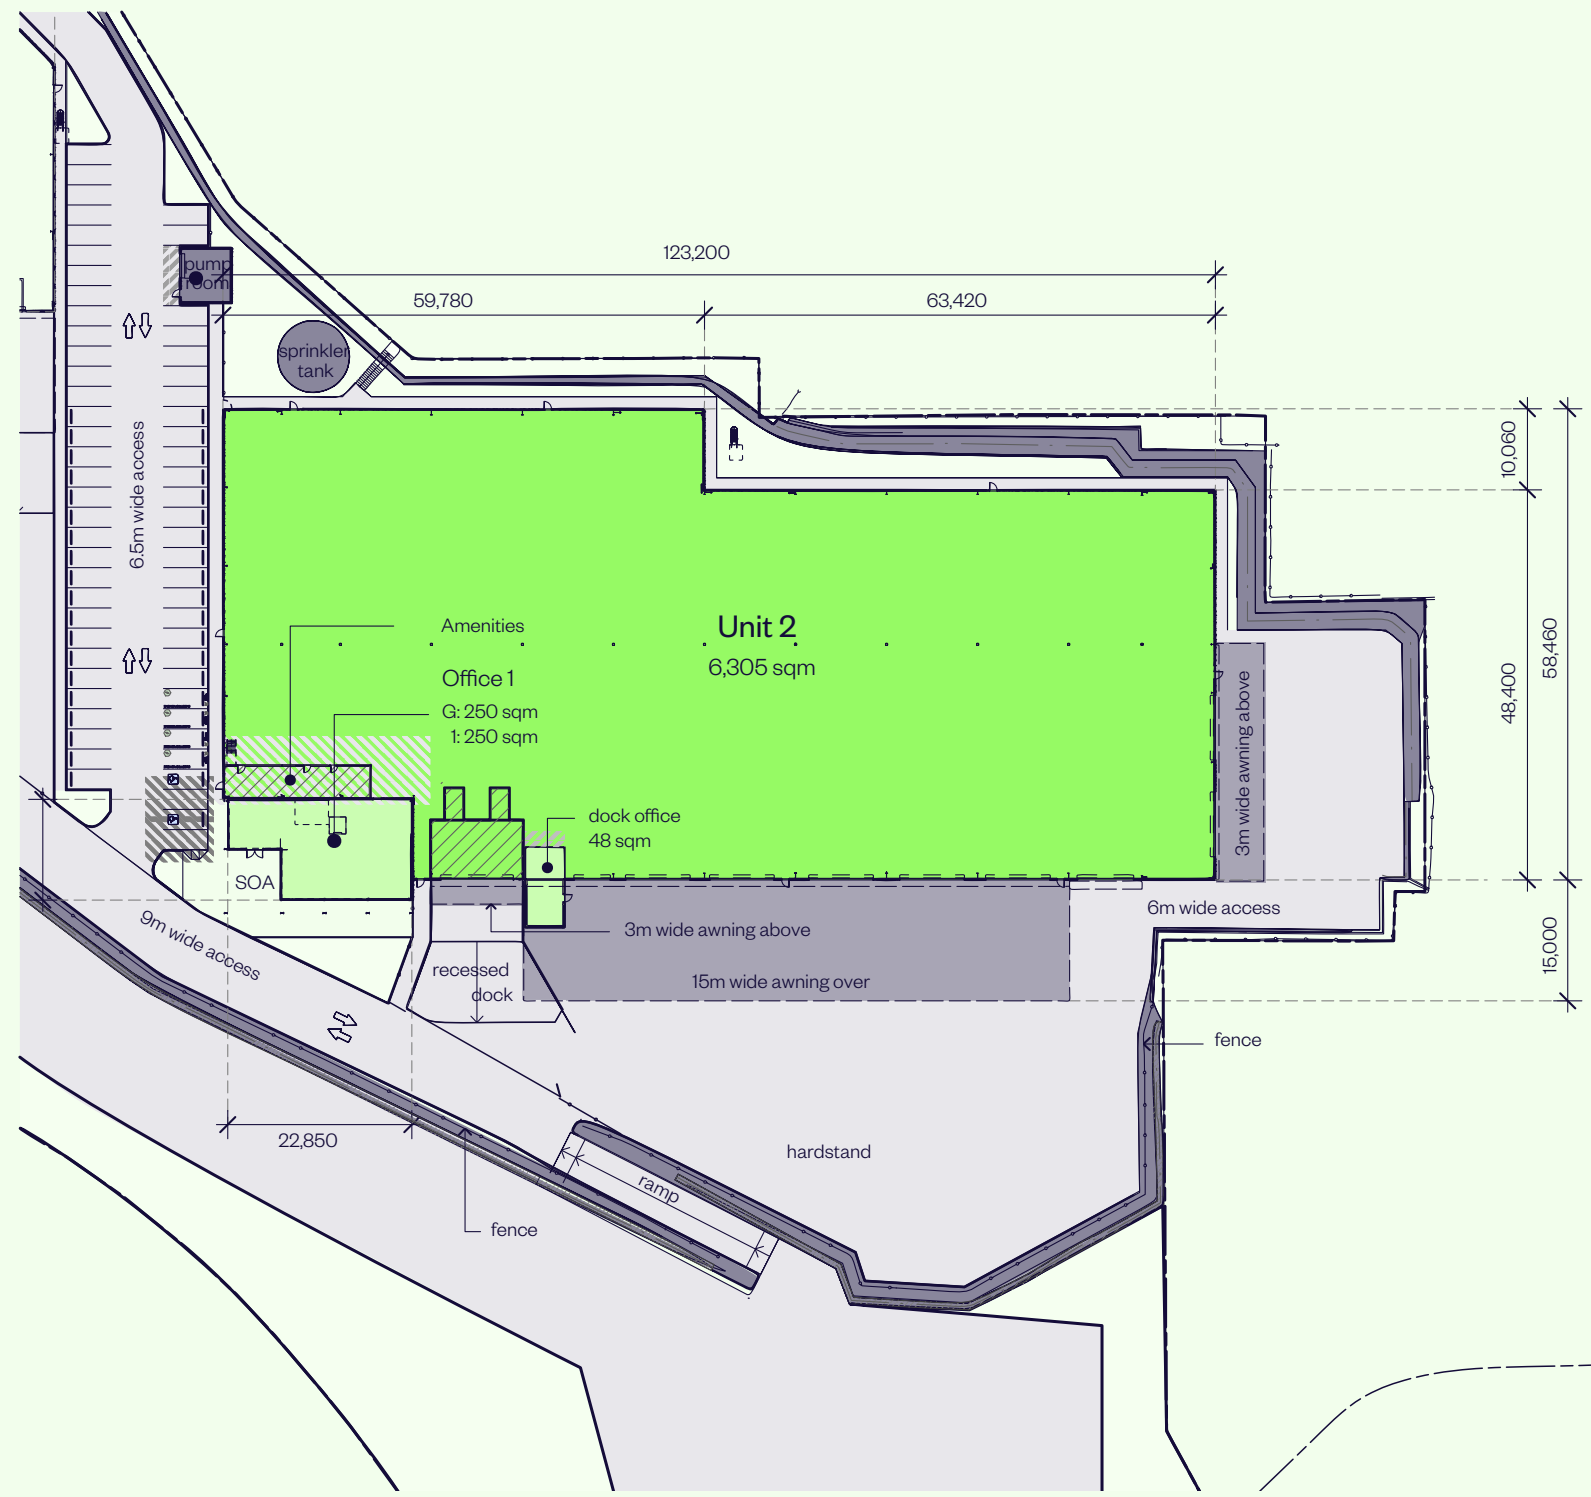 123,200
59,780
63,420
pump
room
sprinkler
tank
10,060
6.5m wide access
58,460
48,400
Unit 2
6,305 sqm
Amenities
Office 1
G: 250 sqm
1: 250 sqm
3m wide awning above
dock office
48 sqm
SOA
6m wide access
9m wide access
3m wide awning above
15,000
recessed
dock
15m wide awning over
fence
22,850
hardstand
ramp
fence